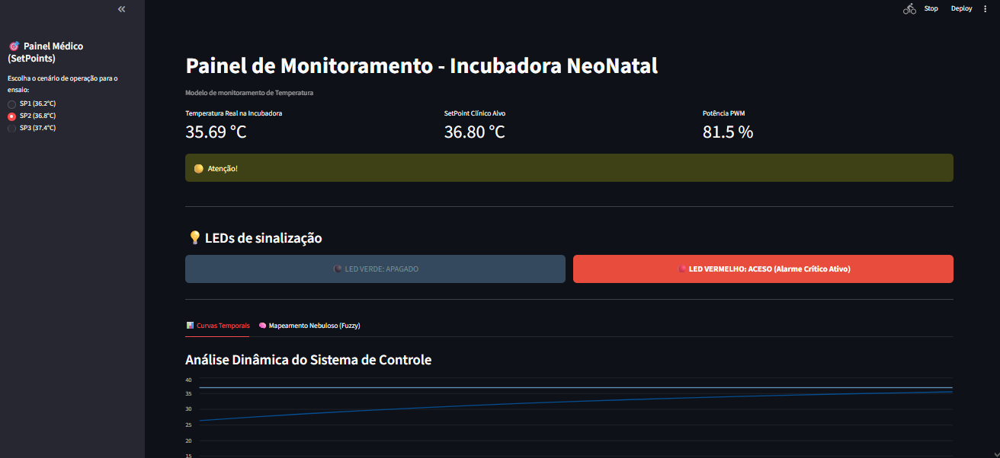 Stop Deploy
Painel Médico
(SetPoints)
Escolha o cenário de operação para o
ensaio:
SP1 (36.2°C)
SP2 (36.8°C)
SP3 (37.4°C)
Painel de Monitoramento - Incubadora NeoNatal
Modelo de monitoramento de Temperatura
Temperatura Real na Incubadora
35.69 °C
SetPoint Clínico Alvo
36.80 °C
Potência PWM
81.5 %
Atenção!
LEDs de sinalização
LED VERDE: APAGADO
LED VERMELHO: ACESO (Alarme Crítico Ativo)
Curvas Temporais
Mapeamento Nebuloso (Fuzzy)
Análise Dinâmica do Sistema de Controle
40
35
30
25
20
15